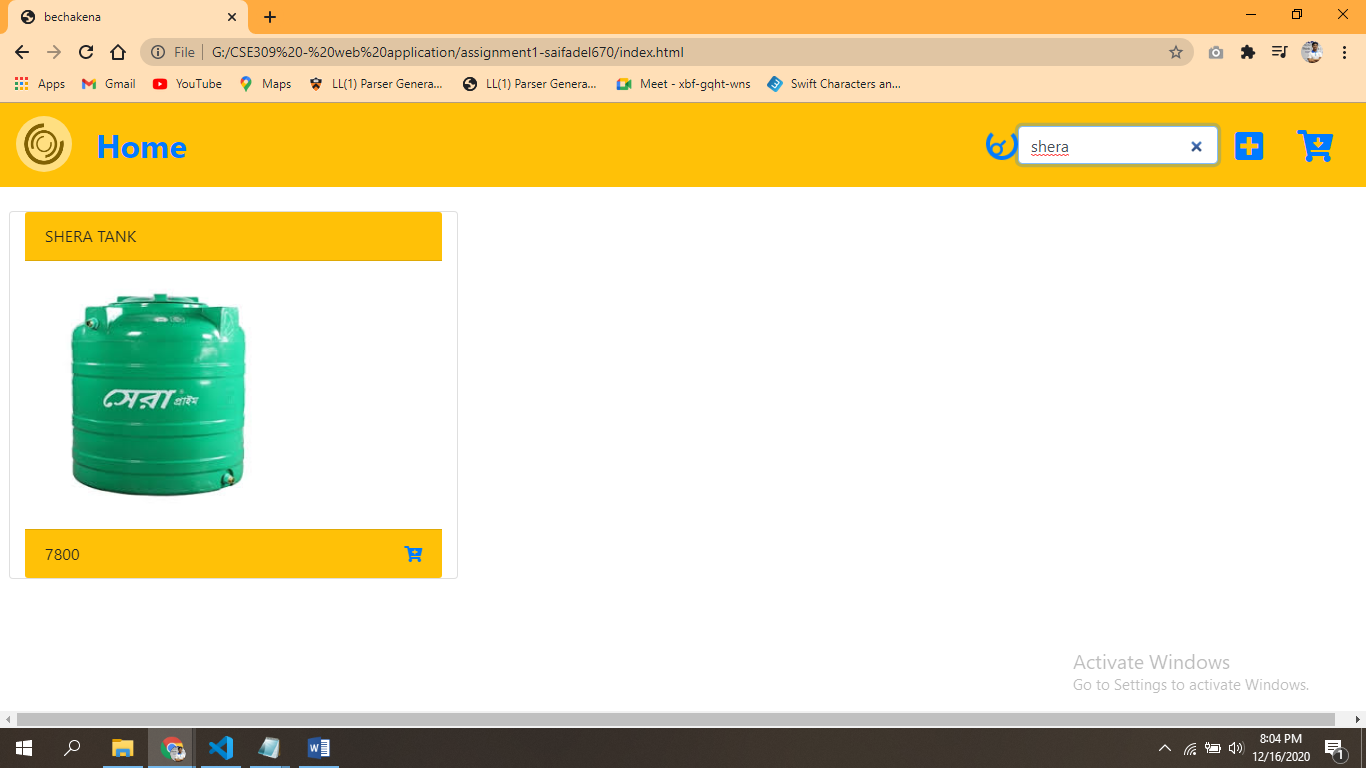 bechakena
File
G:/CSE309%20-%20web%20application/assignment1-saifadel670/index.html
Apps Gmail YouTube Maps LL(1) Parser Genera... LL(1) Parser Genera... Meet - xbf-gqht-wns Swift Characters an...
Home
shera
SHERA TANK
সেরা প্রাইম
7800
Activate Windows
Go to Settings to activate Windows.
8:04 PM
12/16/2020
1